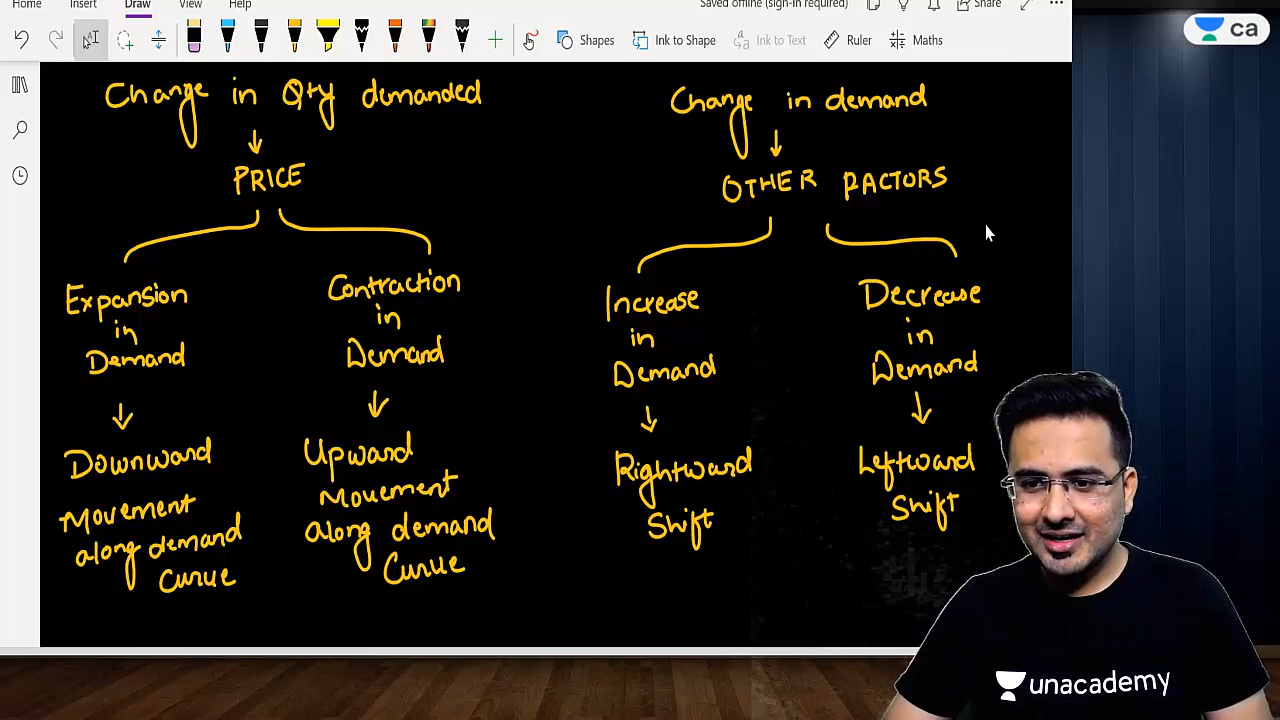 Home Insert Draw View Saved offline (sign-in required) Share
Shapes Ink to Shape Ink to Text Ruler Maths
ca
Change in Qty demanded
PRICE
Expansion
in
Demand
Downward
Movement
along demand
Curve
Contraction
in
Demand
Upward
Movement
along demand
Curve
Change in demand
OTHER FACTORS
Increase
in
Demand
Rightward
Shift
Decrease
in
Demand
Leftward
Shift
unacademy